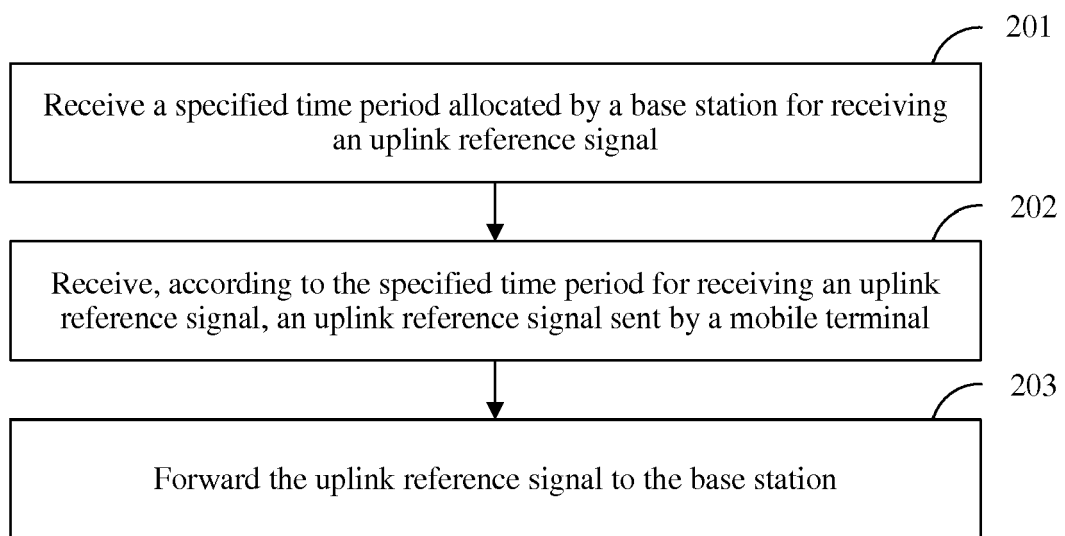 201
Receive a specified time period allocated by a base station for receiving
an uplink reference signal
202
Receive, according to the specified time period for receiving an uplink
reference signal, an uplink reference signal sent by a mobile terminal
203
Forward the uplink reference signal to the base station